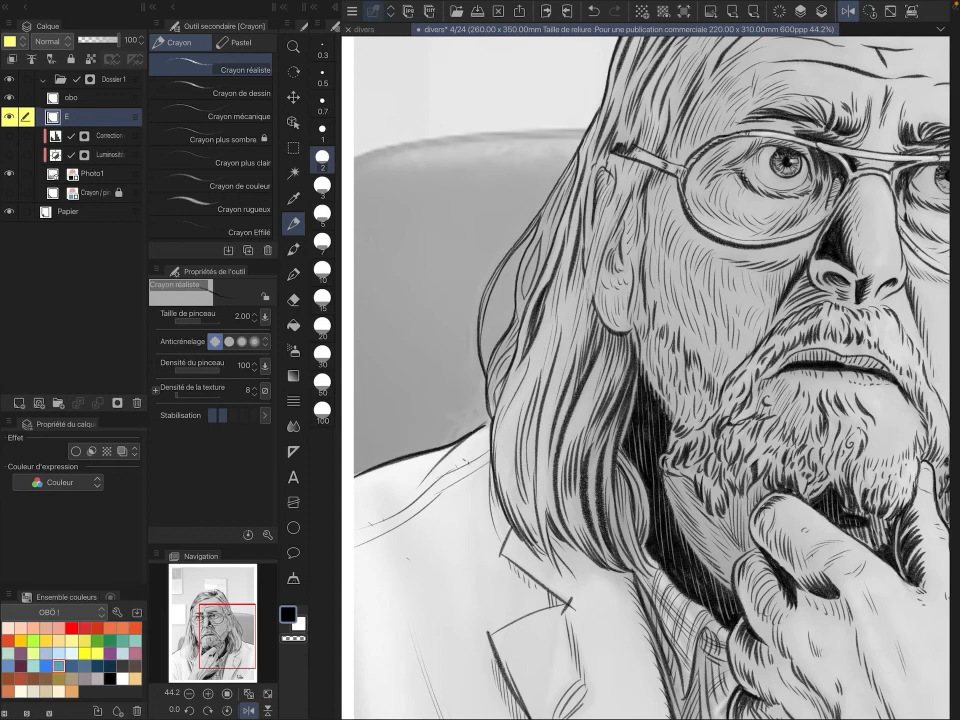 Calque
Normal
100
Dossier 1
obo
E
Correction
Luminosité
Photo1
Crayon / pin
Papier
Propriété du calque
Effet
Couleur d'expression
Couleur
Ensemble couleurs
OBÖ !
Outil secondaire [Crayon]
Crayon
Pastel
Crayon réaliste
Crayon de dessin
Crayon mécanique
Crayon plus sombre
Crayon plus clair
Crayon de couleur
Crayon rugueux
Crayon Effilé
Propriétés de l'outil
Crayon réaliste
Taille de pinceau
2.00
Anticrénelage
Densité du pinceau
100
Densité de la texture
8
Stabilisation
Navigation
44.2
0.0
0.3
0.5
0.7
1
2
3
5
7
10
15
20
30
50
100
divers
divers* 4/24 (260.00 x 350.00mm Taille de reliure :Pour une publication commerciale 220.00 x 310.00mm 600ppp 44.2%)